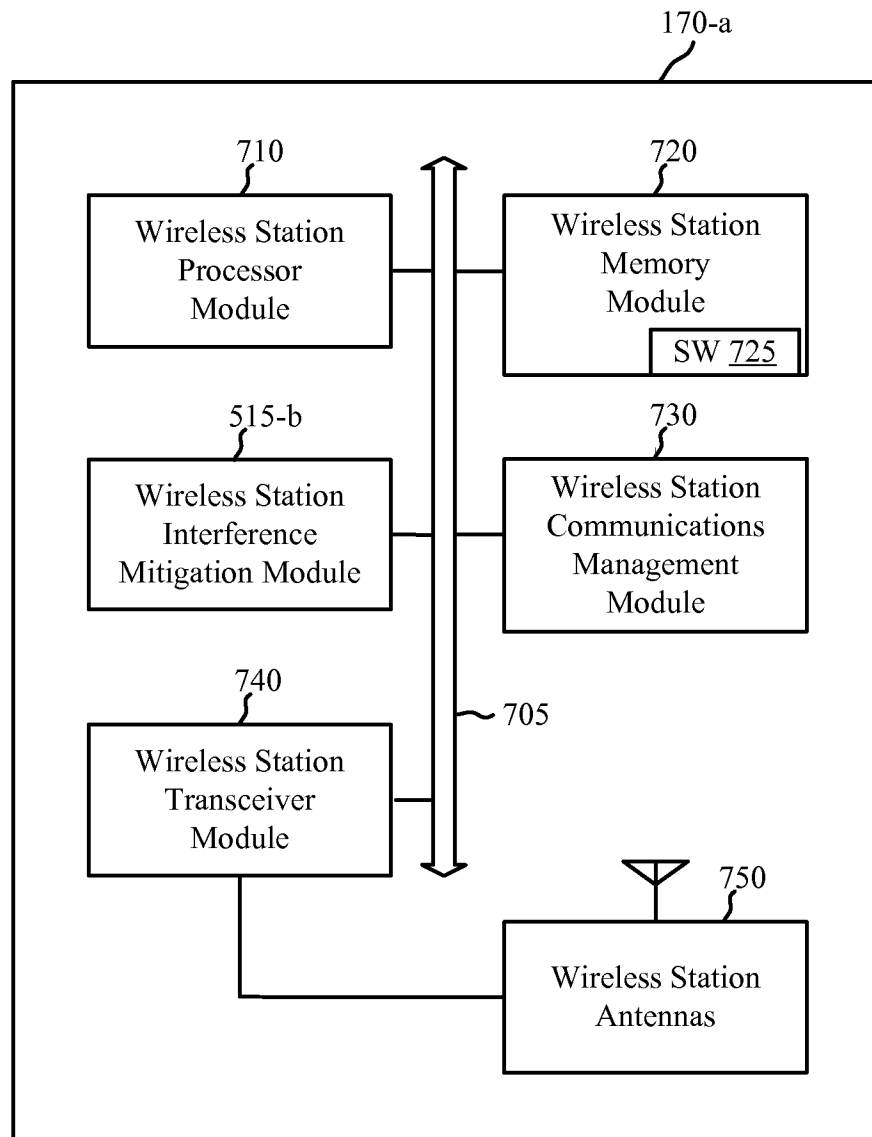 170-a
710
Wireless Station
Processor
Module
720
Wireless Station
Memory
Module
SW 725
515-b
Wireless Station
Interference
Mitigation Module
730
Wireless Station
Communications
Management
Module
740
Wireless Station
Transceiver
Module
705
750
Wireless Station
Antennas